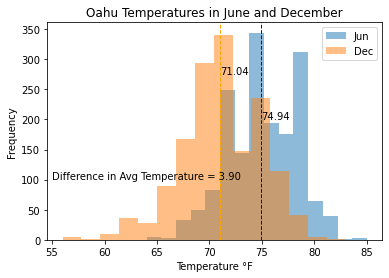 Oahu Temperatures in June and December
Frequency
350
300
250
200
150
100
50
0
Jun
Dec
71.04
74.94
Difference in Avg Temperature = 3.90
55
60
65
70
75
80
85
Temperature °F